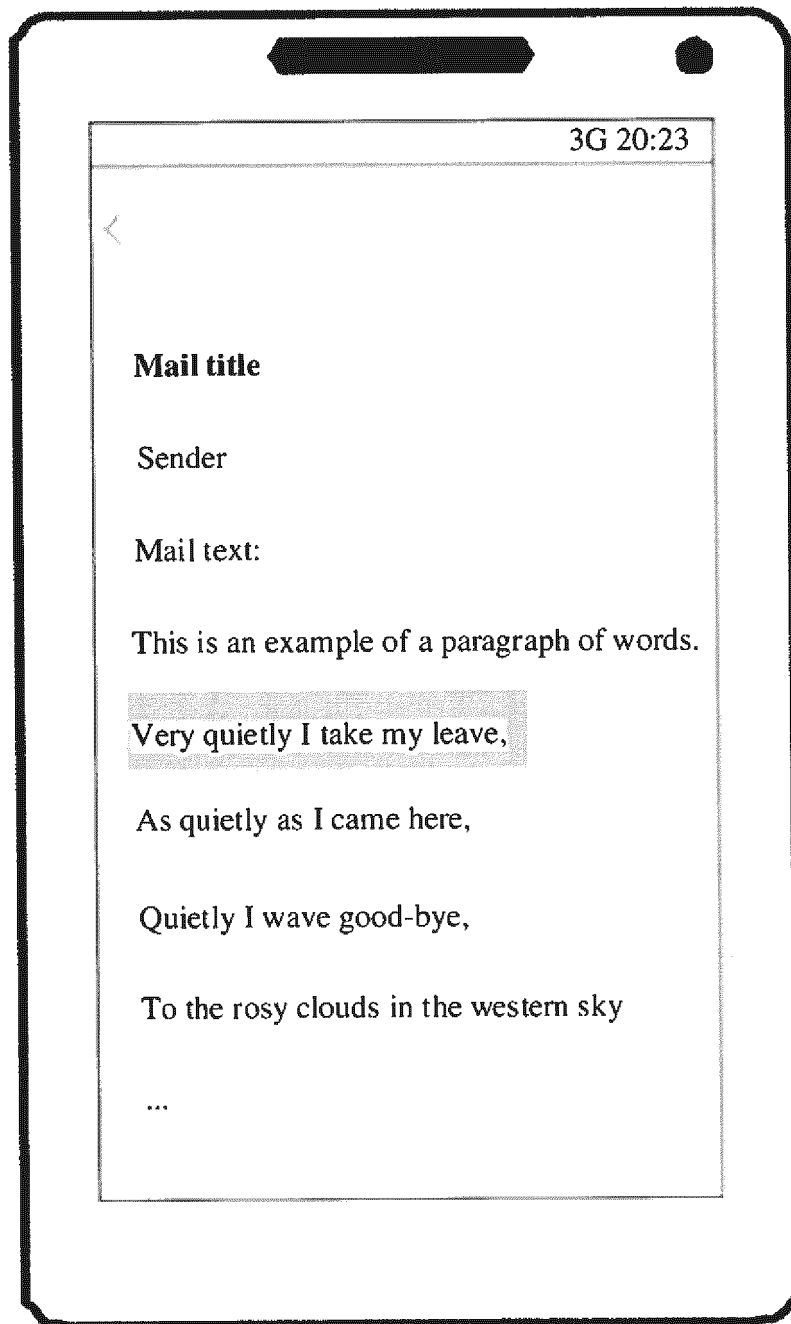 3G 20:23
<
Mail title
Sender
Mail text:
This is an example of a paragraph of words.
Very quietly I take my leave,
As quietly as I came here,
Quietly I wave good-bye,
To the rosy clouds in the western sky
...